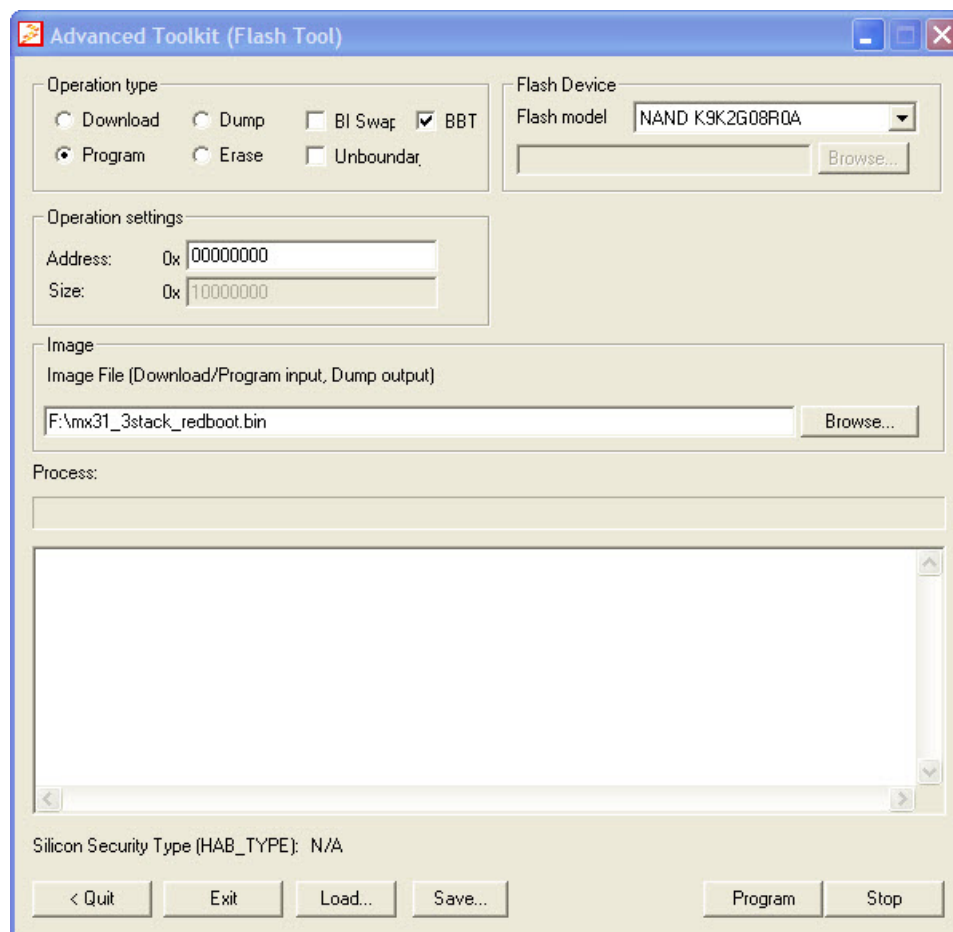 Advanced Toolkit (Flash Tool)
Operation type
Download Dump BI Swap BBT
Program Erase Unboundar
Flash Device
Flash model NAND K9K2G08R0A
Browse...
Operation settings
Address: 0x 00000000
Size: 0x 10000000
Image
Image File (Download/Program input, Dump output)
F:\mx31_3stack_redboot.bin Browse...
Process:
Silicon Security Type (HAB_TYPE): N/A
< Quit Exit Load... Save... Program Stop